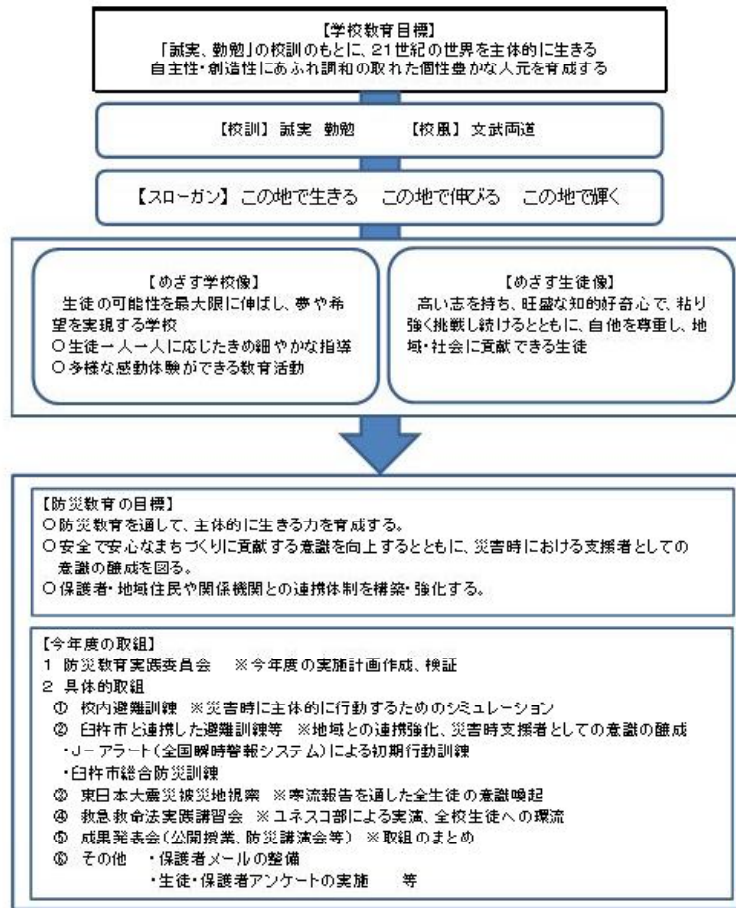 【学校教育目標】
「誠実、勤勉」の校訓のもとに、21世紀の世界を主体的に生きる
自主性・創造性にあふれ調和の取れた個性豊かな人元を育成する
【校訓】誠実 勤勉 【校風】文武両道
【スローガン】この地で生きる この地で伸びる この地で輝く
【めざす学校像】
生徒の可能性を最大限に伸ばし、夢や希
望を実現する学校
○生徒一人一人に応じたきめ細やかな指導
○多様な感動体験ができる教育活動
【めざす生徒像】
高い志を持ち、旺盛な知的好奇心で、粘り
強く挑戦し続けるとともに、自他を尊重し、地
域・社会に貢献できる生徒
【防災教育の目標】
○防災教育を通して、主体的に生きる力を育成する。
○安全で安心なまちづくりに貢献する意識を向上するとともに、災害時における支援者としての
意識の醸成を図る。
○保護者・地域住民や関係機関との連携体制を構築・強化する。
【今年度の取組】
1 防災教育実践委員会 ※今年度の実施計画作成、検証
2 具体的取組
① 校内避難訓練 ※災害時に主体的に行動するためのシミュレーション
② 臼杵市と連携した避難訓練等 ※地域との連携強化、災害時支援者としての意識の醸成
・J－アラート(全国瞬時警報システム)による初期行動訓練
・臼杵市総合防災訓練
③ 東日本大震災被災地視察 ※寒流報告を通した全生徒の意識喚起
④ 救急救命法実践講習会 ※ユネスコ部による実演、全校生徒への環流
⑤ 成果発表会(公開授業、防災講演会等) ※取組のまとめ
⑥ その他 ・保護者メールの整備
・生徒・保護者アンケートの実施 等